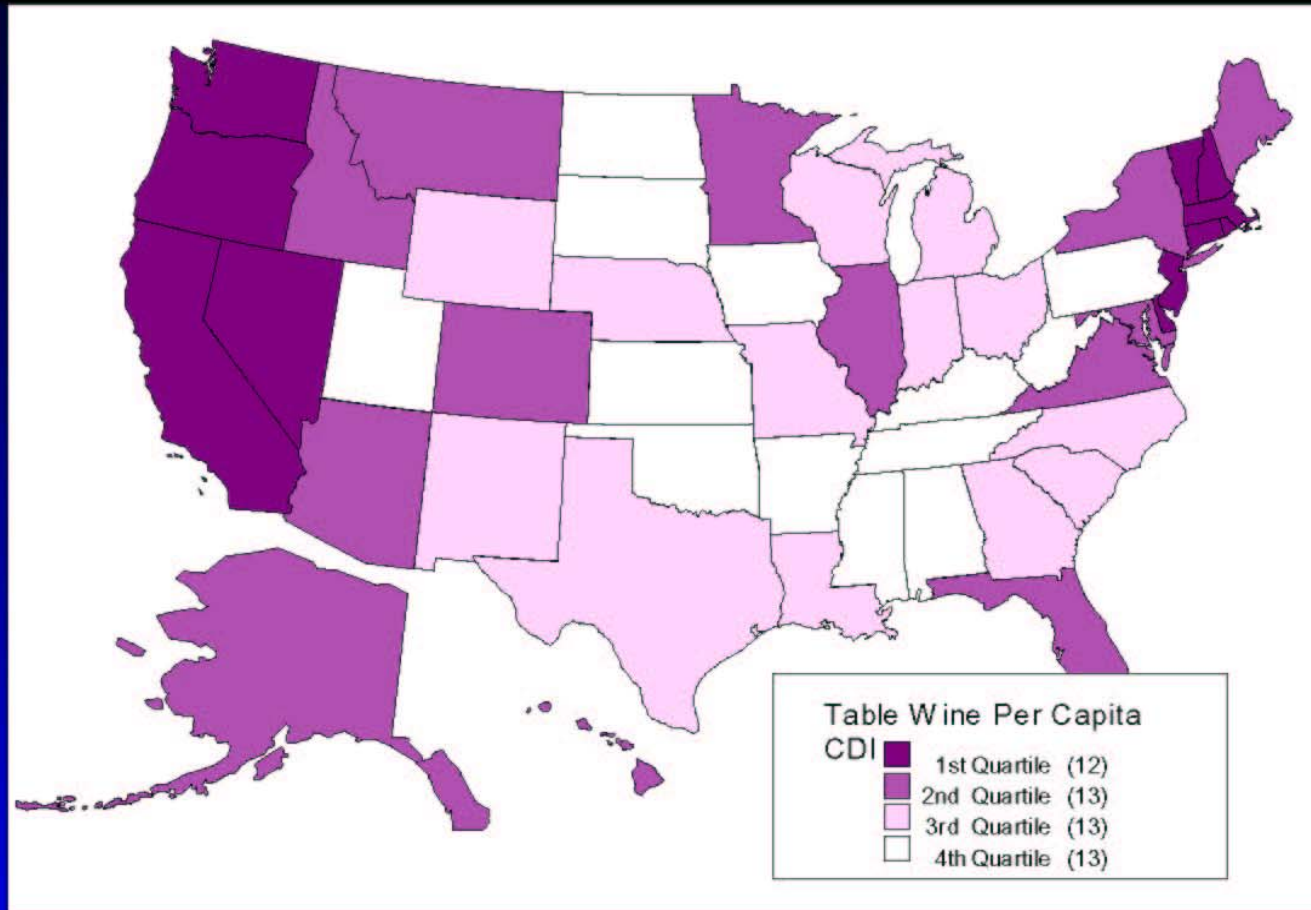 Table Wine Per Capita
CDI
1st Quartile (12)
2nd Quartile (13)
3rd Quartile (13)
4th Quartile (13)